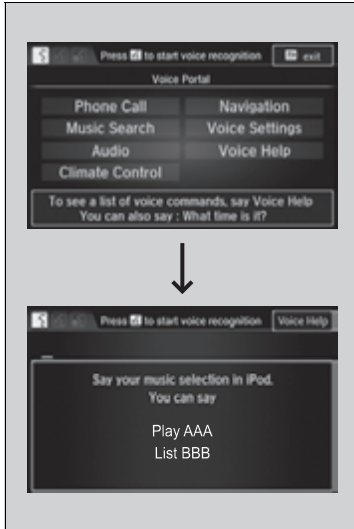 Press to start voice recognition exit
Voice Portal
Phone Call Navigation
Music Search Voice Settings
Audio Voice Help
Climate Control
To see a list of voice commands, say Voice Help
You can also say : What time is it?
Press to start voice recognition Voice Help
Say your music selection in iPod.
You can say
Play AAA
List BBB